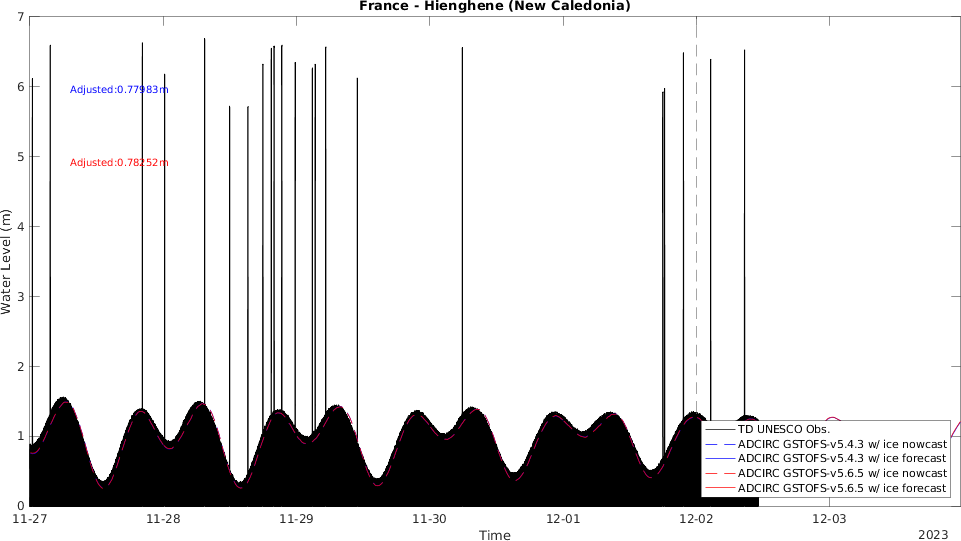 France - Hienghene (New Caledonia)
7
6
5
4
3
2
1
0
Water Level (m)
Adjusted:0.77983m
Adjusted:0.78252m
TD UNESCO Obs.
ADCIRC GSTOFS-v5.4.3 w/ ice nowcast
ADCIRC GSTOFS-v5.4.3 w/ ice forecast
ADCIRC GSTOFS-v5.6.5 w/ ice nowcast
ADCIRC GSTOFS-v5.6.5 w/ ice forecast
11-27 11-28 11-29 11-30 12-01 12-02 12-03
Time
2023